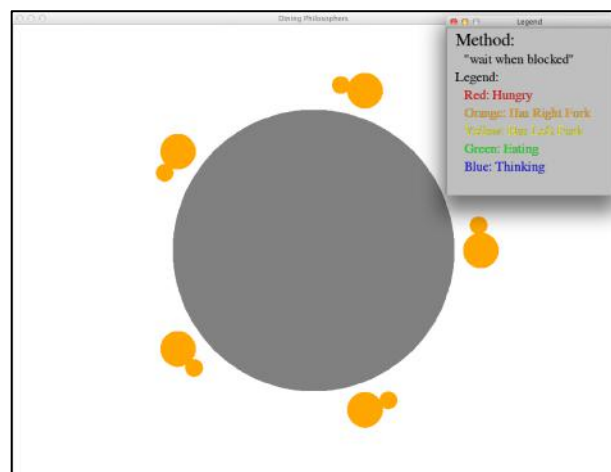 Dining Philosophers
Legend
Method:
"wait when blocked"
Legend:
Red: Hungry
Orange: Has Right Fork
Yellow: Has Left Fork
Green: Eating
Blue: Thinking